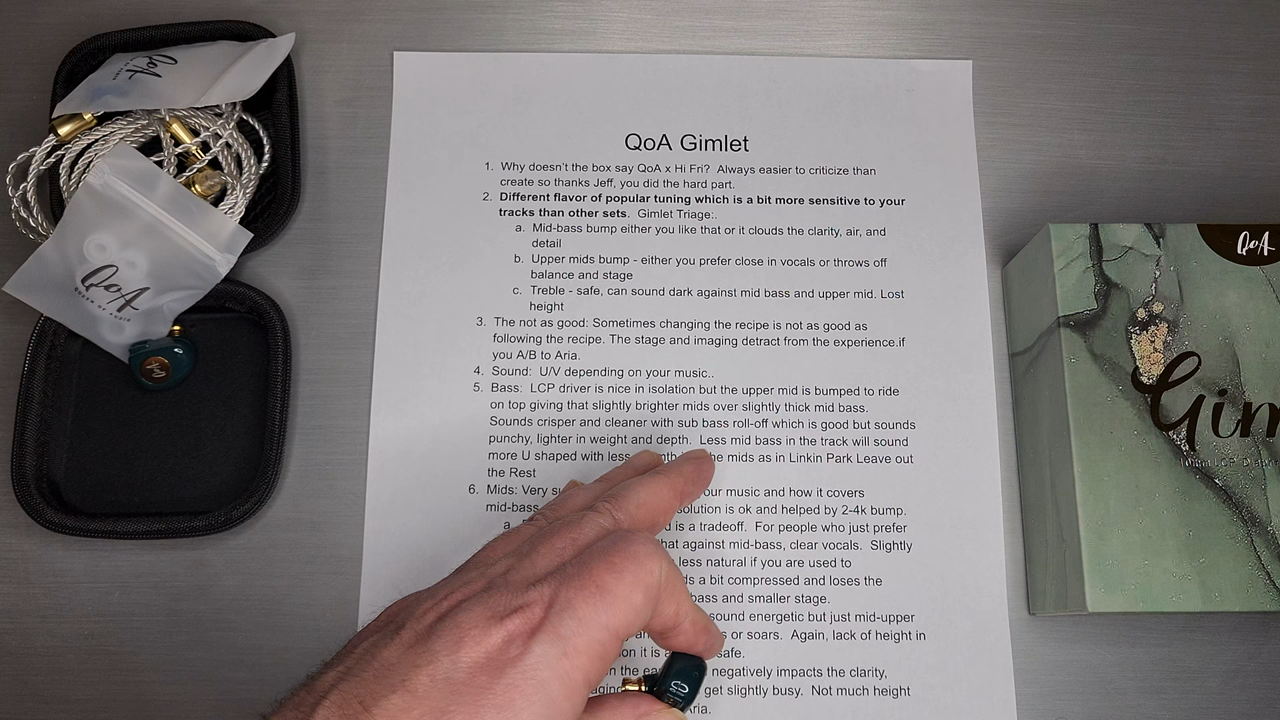 QoA
QoA
QUEEN OF AUDIO
QoA
QoA Gimlet
1. Why doesn't the box say QoA x Hi Fri? Always easier to criticize than
create so thanks Jeff, you did the hard part.
2. Different flavor of popular tuning which is a bit more sensitive to your
tracks than other sets. Gimlet Triage:.
a. Mid-bass bump either you like that or it clouds the clarity, air, and
detail
b. Upper mids bump - either you prefer close in vocals or throws off
balance and stage
c. Treble - safe, can sound dark against mid bass and upper mid. Lost
height
3. The not as good: Sometimes changing the recipe is not as good as
following the recipe. The stage and imaging detract from the experience.if
you A/B to Aria.
4. Sound: U/V depending on your music..
5. Bass: LCP driver is nice in isolation but the upper mid is bumped to ride
on top giving that slightly brighter mids over slightly thick mid bass.
Sounds crisper and cleaner with sub bass roll-off which is good but sounds
punchy, lighter in weight and depth. Less mid bass in the track will sound
more U shaped with less the mids as in Linkin Park Leave out
the Rest
6. Mids: Very your music and how it covers
mid-bass resolution is ok and helped by 2-4k bump.
a. is a tradeoff. For people who just prefer
that against mid-bass, clear vocals. Slightly
less natural if you are used to
a bit compressed and loses the
bass and smaller stage.
sound energetic but just mid-upper
or soars. Again, lack of height in
it is safe.
in the negatively impacts the clarity,
get slightly busy. Not much height
Aria.
QoA
Gim
10mm LCP